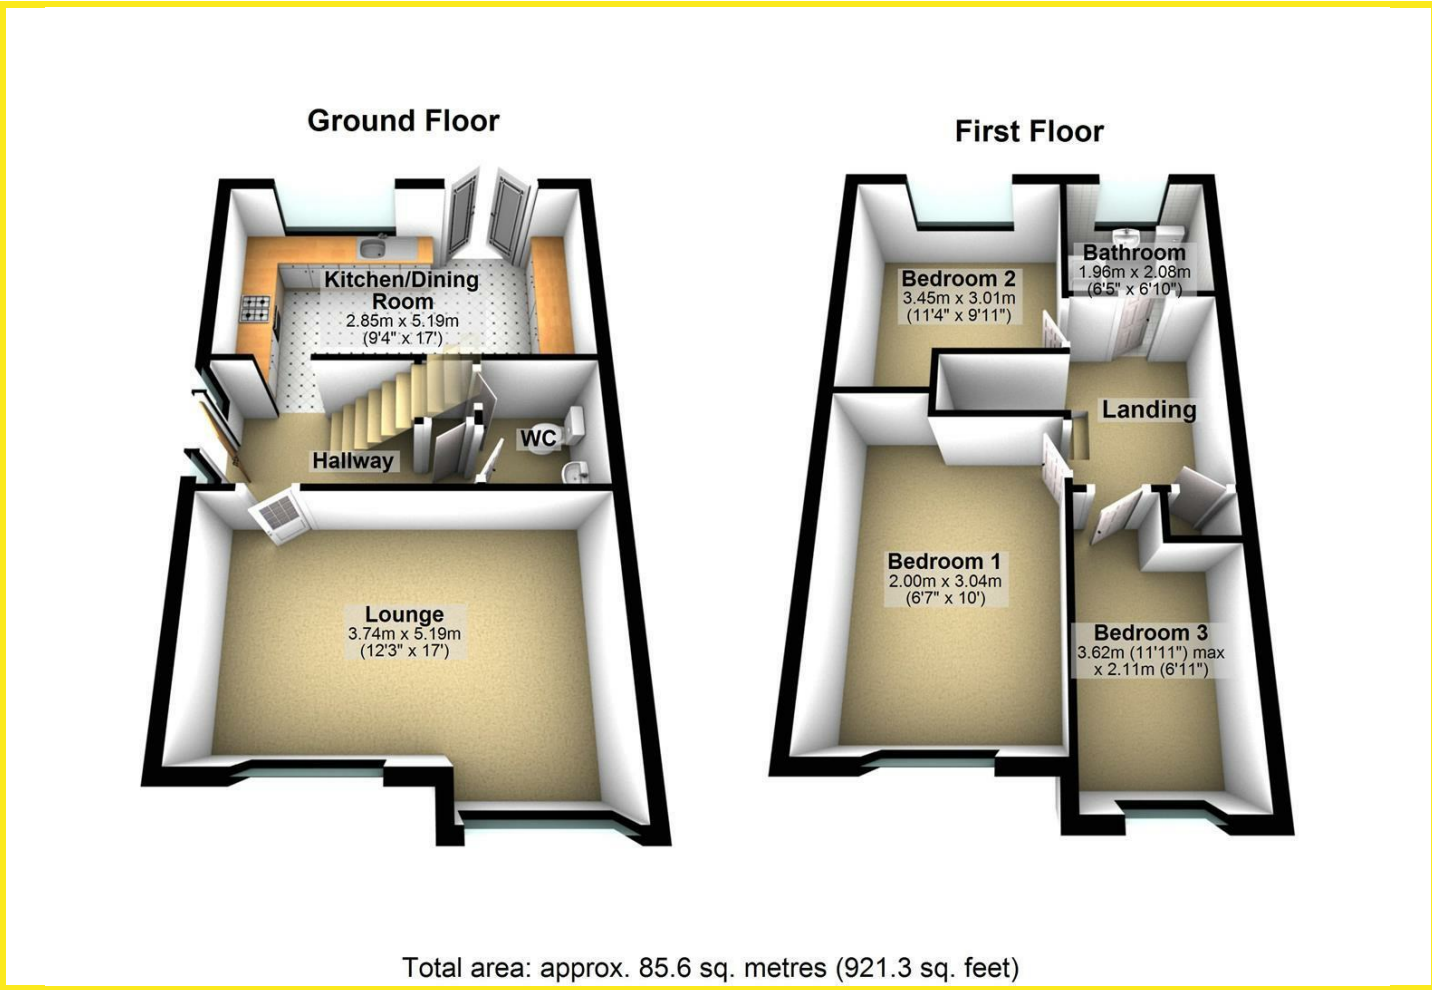 Ground Floor
First Floor
Kitchen/Dining
Room
2.85m x 5.19m
(9'4" x 17')
Hallway
WC
Lounge
3.74m x 5.19m
(12'3" x 17')
Bedroom 2
3.45m x 3.01m
(11'4" x 9'11")
Bathroom
1.96m x 2.08m
(6'5" x 6'10")
Landing
Bedroom 1
2.00m x 3.04m
(6'7" x 10')
Bedroom 3
3.62m (11'11") max
x 2.11m (6'11")
Total area: approx. 85.6 sq. metres (921.3 sq. feet)